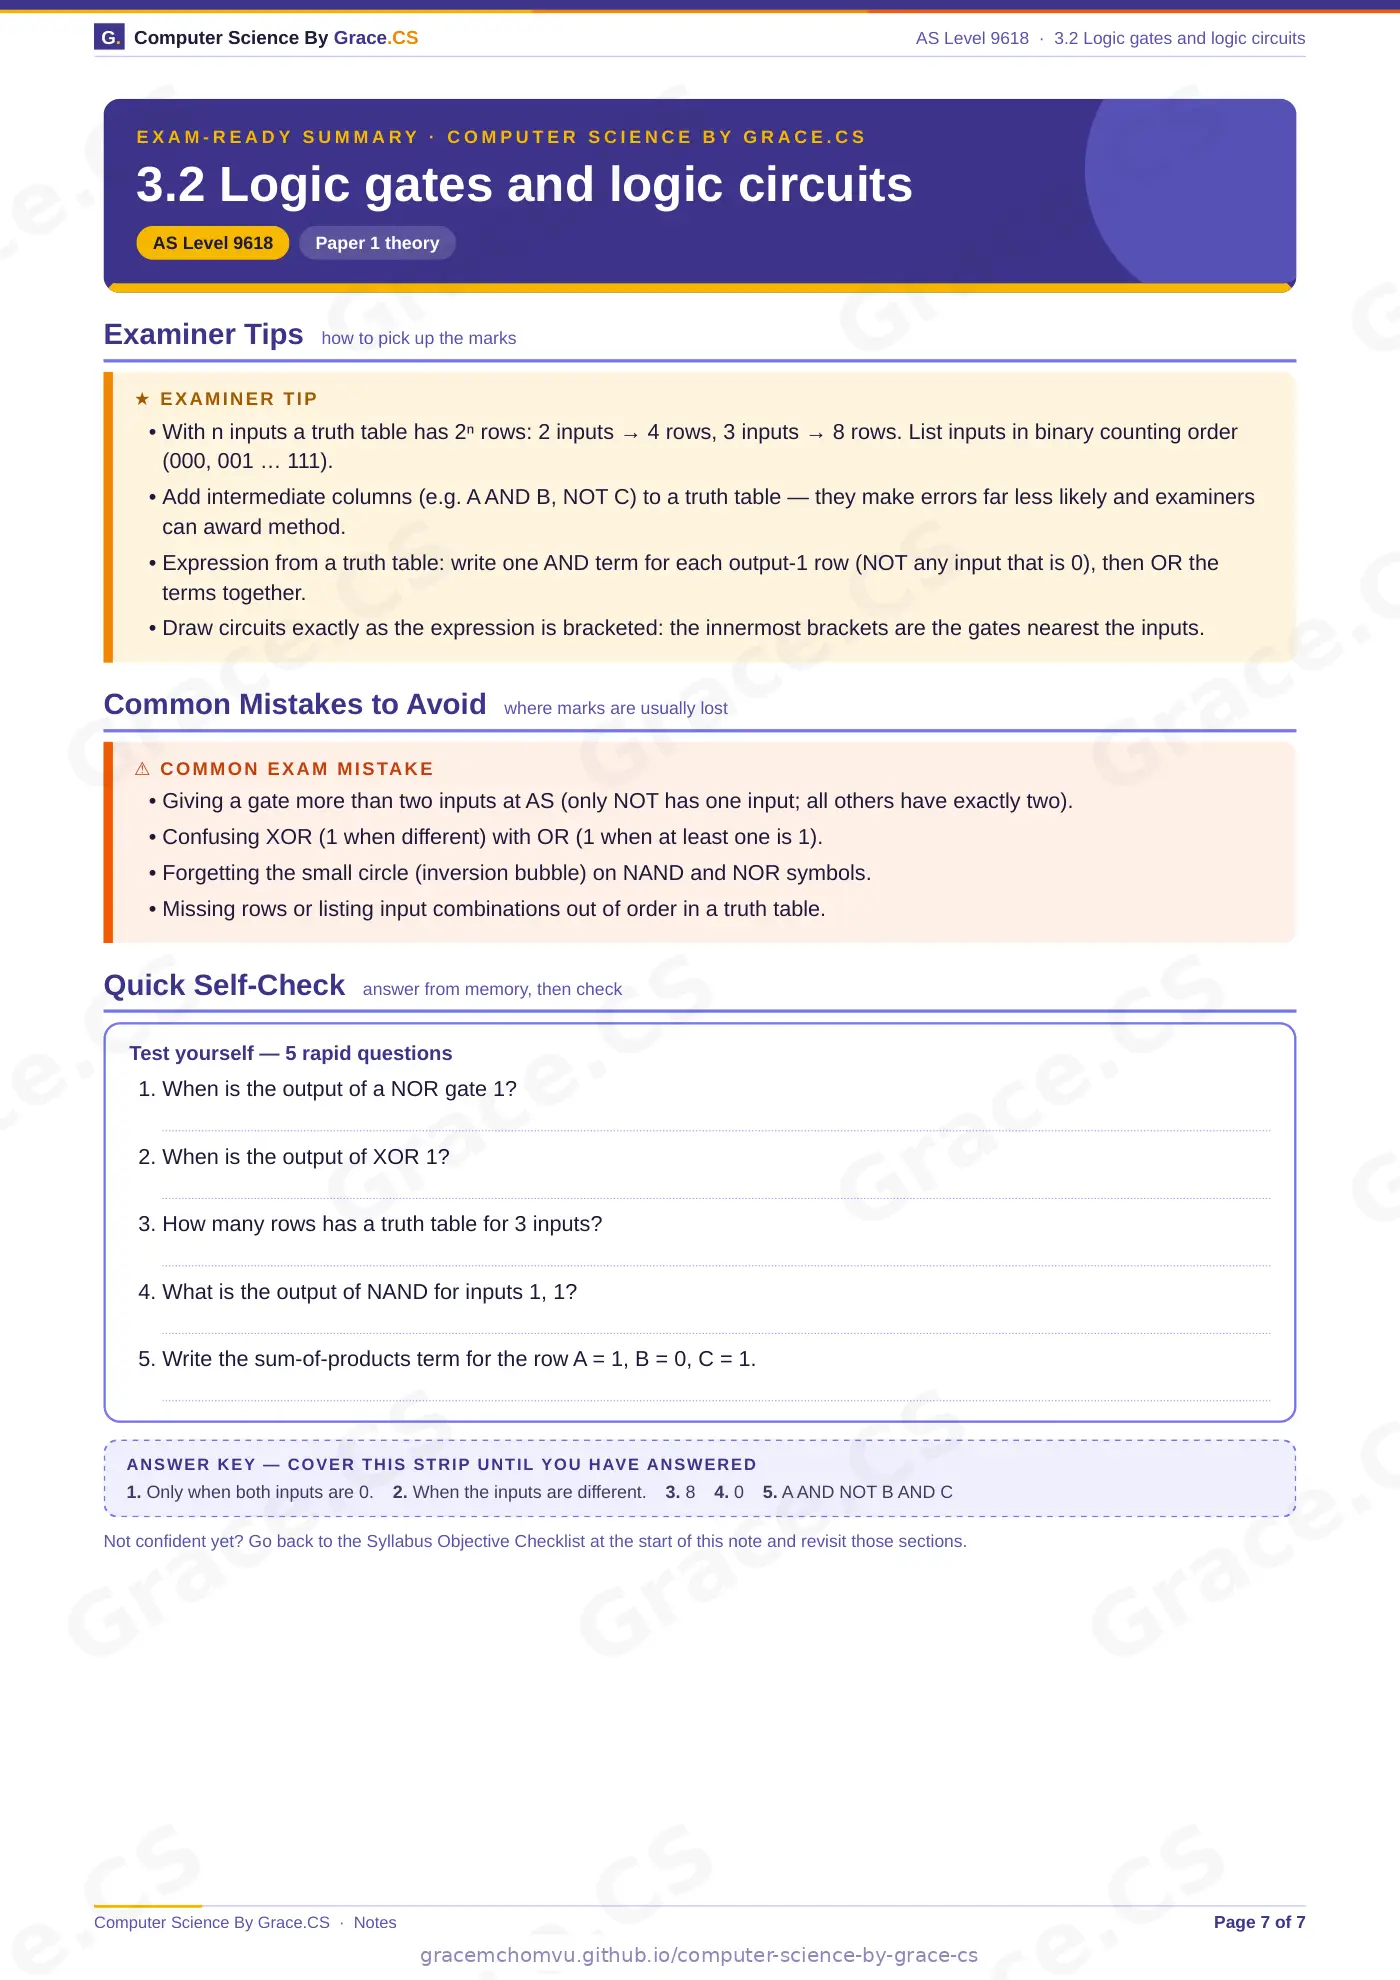 G. Computer Science By Grace.CS
AS Level 9618 · 3.2 Logic gates and logic circuits
EXAM-READY SUMMARY · COMPUTER SCIENCE BY GRACE.CS
3.2 Logic gates and logic circuits
AS Level 9618 Paper 1 theory
Examiner Tips how to pick up the marks
★ EXAMINER TIP
• With n inputs a truth table has 2ⁿ rows: 2 inputs → 4 rows, 3 inputs → 8 rows. List inputs in binary counting order
(000, 001 … 111).
• Add intermediate columns (e.g. A AND B, NOT C) to a truth table — they make errors far less likely and examiners
can award method.
• Expression from a truth table: write one AND term for each output-1 row (NOT any input that is 0), then OR the
terms together.
• Draw circuits exactly as the expression is bracketed: the innermost brackets are the gates nearest the inputs.
Common Mistakes to Avoid where marks are usually lost
⚠ COMMON EXAM MISTAKE
• Giving a gate more than two inputs at AS (only NOT has one input; all others have exactly two).
• Confusing XOR (1 when different) with OR (1 when at least one is 1).
• Forgetting the small circle (inversion bubble) on NAND and NOR symbols.
• Missing rows or listing input combinations out of order in a truth table.
Quick Self-Check answer from memory, then check
Test yourself — 5 rapid questions
1. When is the output of a NOR gate 1?
2. When is the output of XOR 1?
3. How many rows has a truth table for 3 inputs?
4. What is the output of NAND for inputs 1, 1?
5. Write the sum-of-products term for the row A = 1, B = 0, C = 1.
ANSWER KEY — COVER THIS STRIP UNTIL YOU HAVE ANSWERED
1. Only when both inputs are 0. 2. When the inputs are different. 3. 8 4. 0 5. A AND NOT B AND C
Not confident yet? Go back to the Syllabus Objective Checklist at the start of this note and revisit those sections.
Computer Science By Grace.CS · Notes
Page 7 of 7
gracemchomvu.github.io/computer-science-by-grace-cs